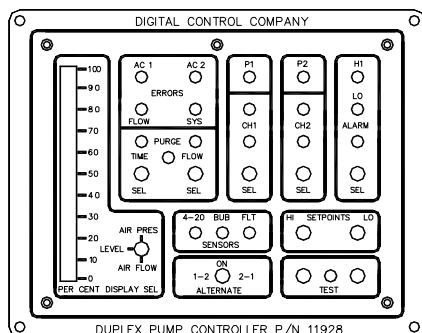 DIGITAL CONTROL COMPANY
AC 1 AC 2 P1 P2 H1
100
90
ERRORS LO
80
FLOW SYS CH1 CH2 ALARM
70
PURGE
60
TIME FLOW
50
SEL SEL SEL SEL SEL
40
30
4-20 BUB FLT HI SETPOINTS LO
20
AIR PRES
SENSORS
LEVEL
10
AIR FLOW
ON
1-2 2-1
0
PER CENT DISPLAY SEL ALTERNATE TEST
DUPLEX PUMP CONTROLLER P/N 11928